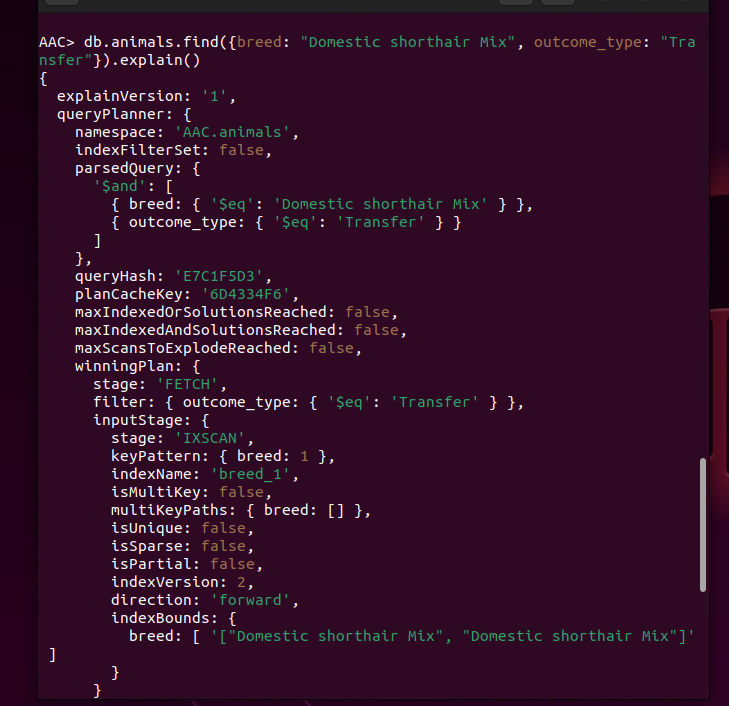 AAC> db.animals.find({breed: "Domestic shorthair Mix", outcome_type: "Tra
nsfer"}).explain()
{
  explainVersion: '1',
  queryPlanner: {
    namespace: 'AAC.animals',
    indexFilterSet: false,
    parsedQuery: {
      '$and': [
        { breed: { '$eq': 'Domestic shorthair Mix' } },
        { outcome_type: { '$eq': 'Transfer' } }
      ]
    },
    queryHash: 'E7C1F5D3',
    planCacheKey: '6D4334F6',
    maxIndexedOrSolutionsReached: false,
    maxIndexedAndSolutionsReached: false,
    maxScansToExplodeReached: false,
    winningPlan: {
      stage: 'FETCH',
      filter: { outcome_type: { '$eq': 'Transfer' } },
      inputStage: {
        stage: 'IXSCAN',
        keyPattern: { breed: 1 },
        indexName: 'breed_1',
        isMultiKey: false,
        multiKeyPaths: { breed: [] },
        isUnique: false,
        isSparse: false,
        isPartial: false,
        indexVersion: 2,
        direction: 'forward',
        indexBounds: {
          breed: [ '["Domestic shorthair Mix", "Domestic shorthair Mix"]'
 ]
        }
      }